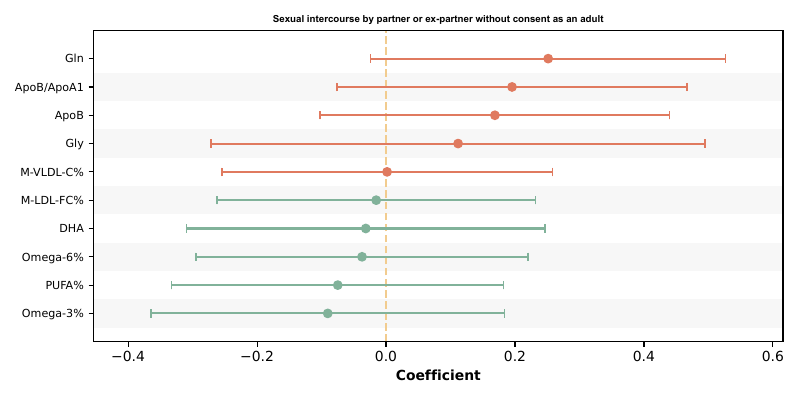 Sexual intercourse by partner or ex-partner without consent as an adult
Gln
ApoB/ApoA1
ApoB
Gly
M-VLDL-C%
M-LDL-FC%
DHA
Omega-6%
PUFA%
Omega-3%
−0.4 −0.2 0.0 0.2 0.4 0.6
Coefficient